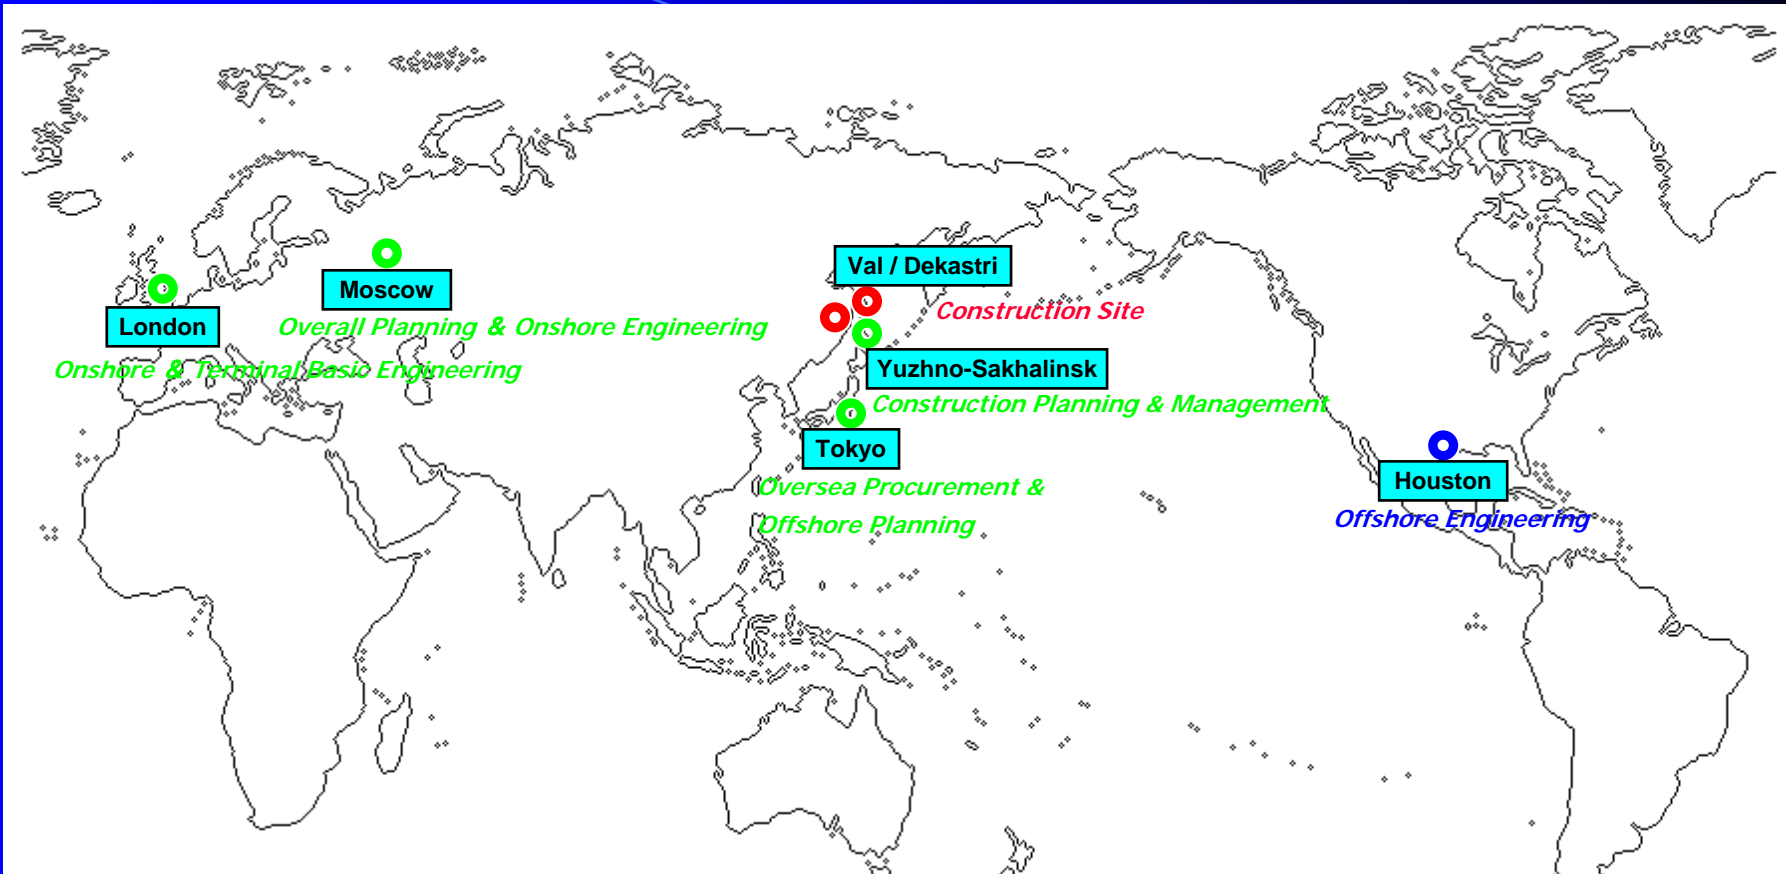 Val / Dekastri
Construction Site
Moscow
London
Overall Planning & Onshore Engineering
Onshore & Terminal Basic Engineering
Yuzhno-Sakhalinsk
Construction Planning & Management
Tokyo
Oversea Procurement &
Offshore Planning
Houston
Offshore Engineering